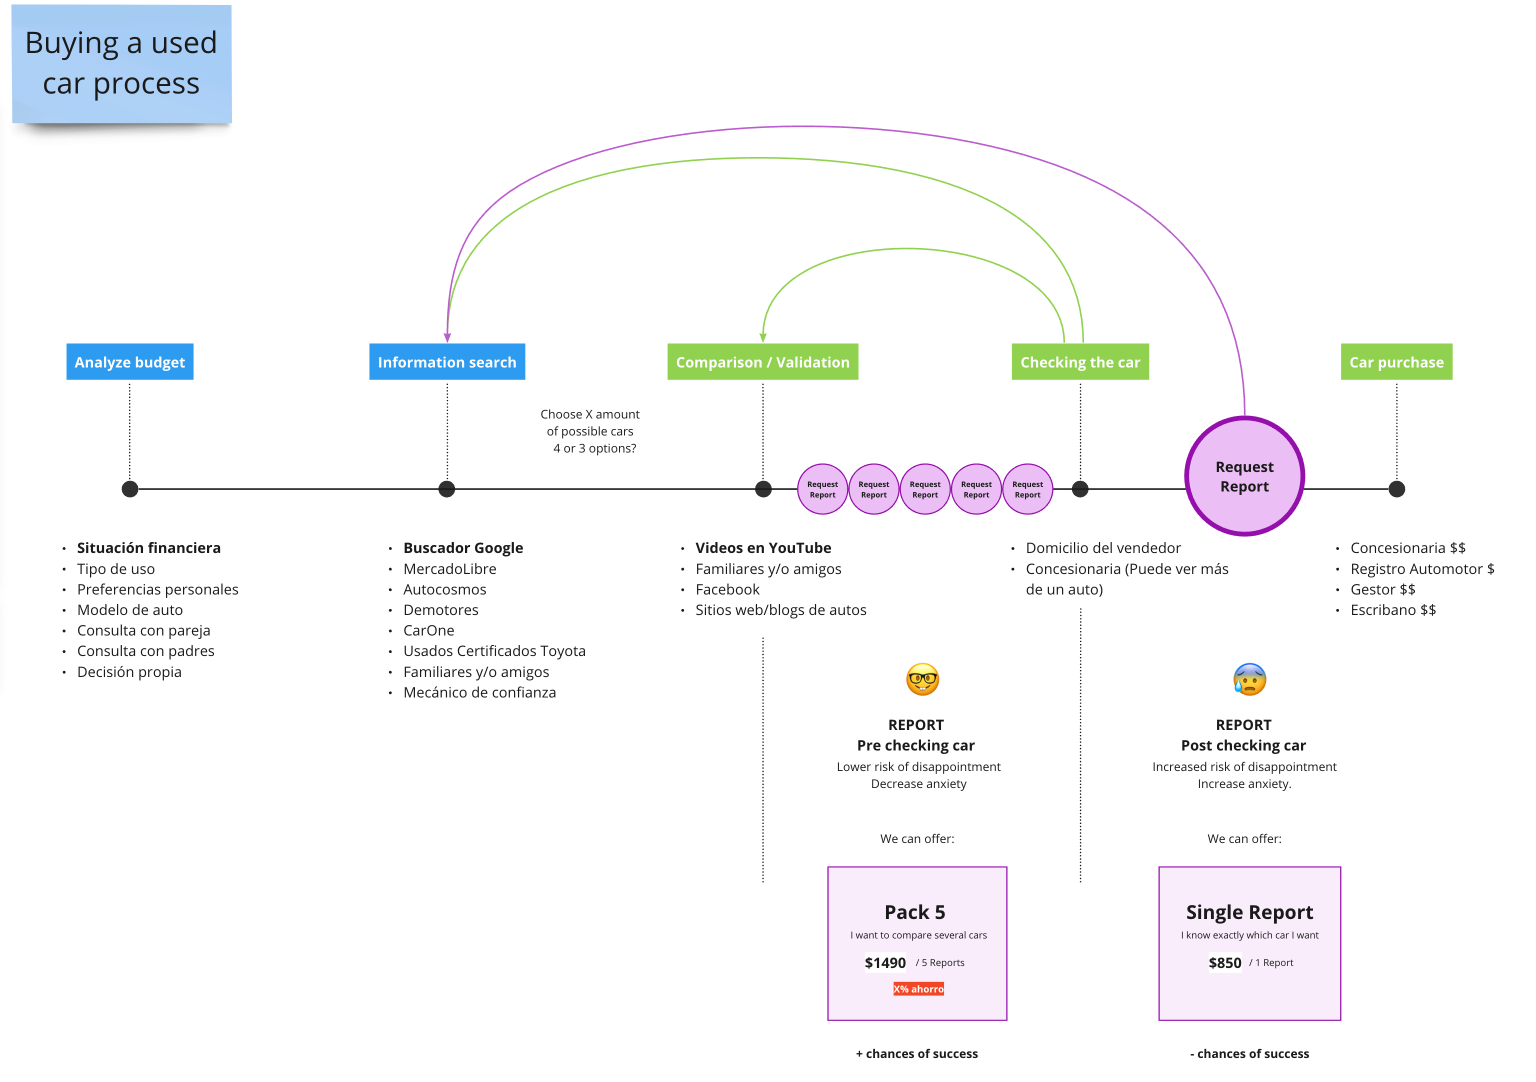 Buying a used
car process
Analyze budget
Information search
Comparison / Validation
Checking the car
Car purchase
Choose X amount
of possible cars
4 or 3 options?
Request
Report
Request
Report
Request
Report
Request
Report
Request
Report
Request
Report
• Situación financiera
• Tipo de uso
• Preferencias personales
• Modelo de auto
• Consulta con pareja
• Consulta con padres
• Decisión propia
• Buscador Google
• MercadoLibre
• Autocosmos
• Demotores
• CarOne
• Usados Certificados Toyota
• Familiares y/o amigos
• Mecánico de confianza
• Videos en YouTube
• Familiares y/o amigos
• Facebook
• Sitios web/blogs de autos
• Domicilio del vendedor
• Concesionaria (Puede ver más
de un auto)
• Concesionaria $$
• Registro Automotor $
• Gestor $$
• Escribano $$
REPORT
Pre checking car
Lower risk of disappointment
Decrease anxiety
We can offer:
Pack 5
I want to compare several cars
$1490 / 5 Reports
X% ahorro
+ chances of success
REPORT
Post checking car
Increased risk of disappointment
Increase anxiety.
We can offer:
Single Report
I know exactly which car I want
$850 / 1 Report
- chances of success